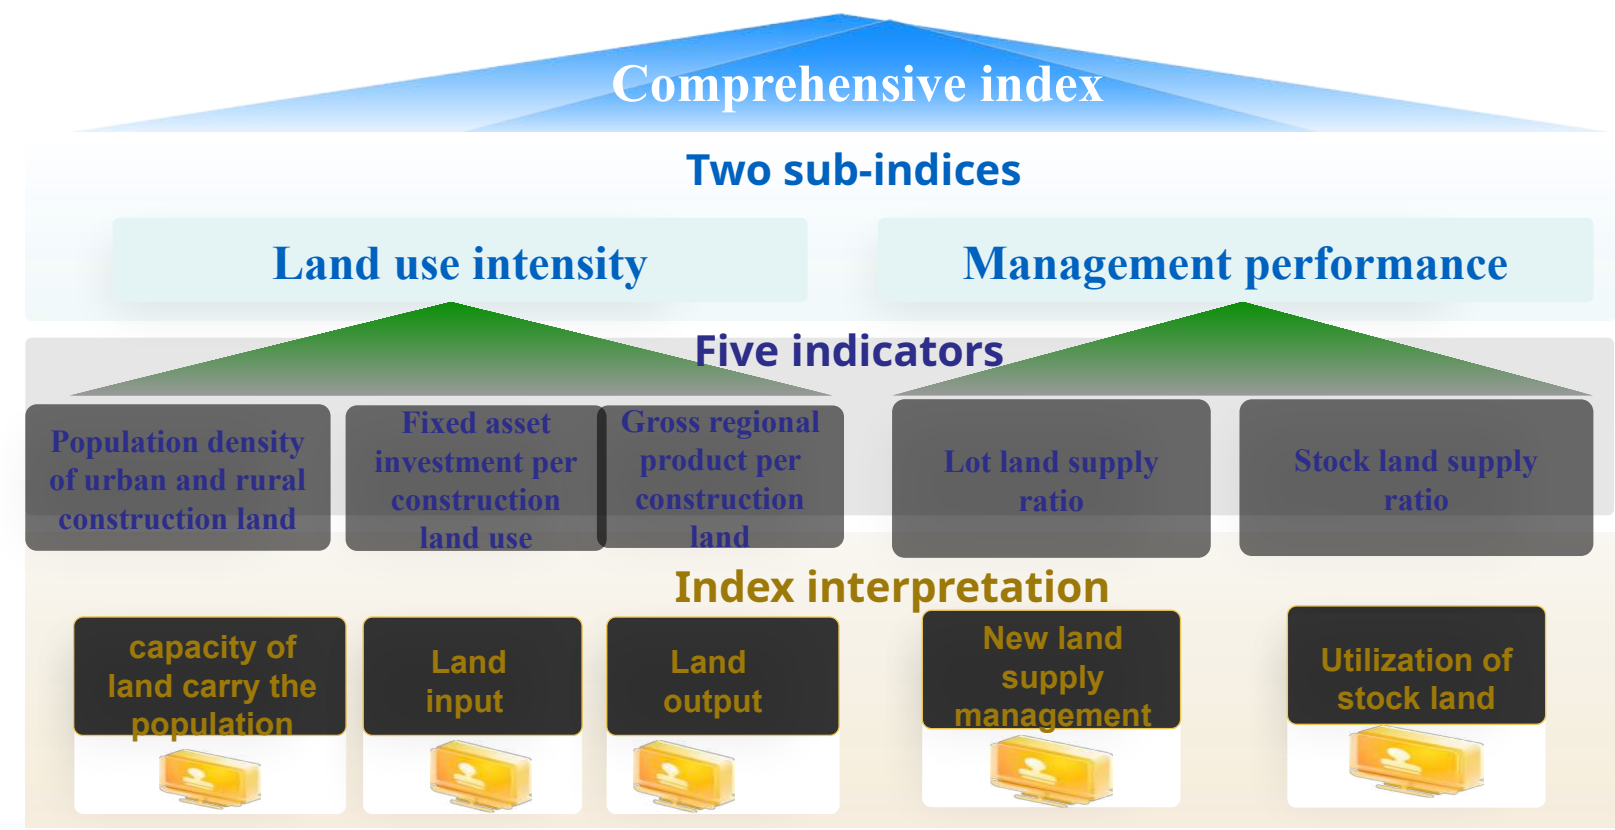 Comprehensive index
Two sub-indices
Land use intensity
Management performance
Five indicators
Population density
of urban and rural
construction land
Fixed asset
investment per
construction
land use
Gross regional
product per
construction
land
Lot land supply
ratio
Stock land supply
ratio
Index interpretation
capacity of
land carry the
population
Land
input
Land
output
New land
supply
management
Utilization of
stock land